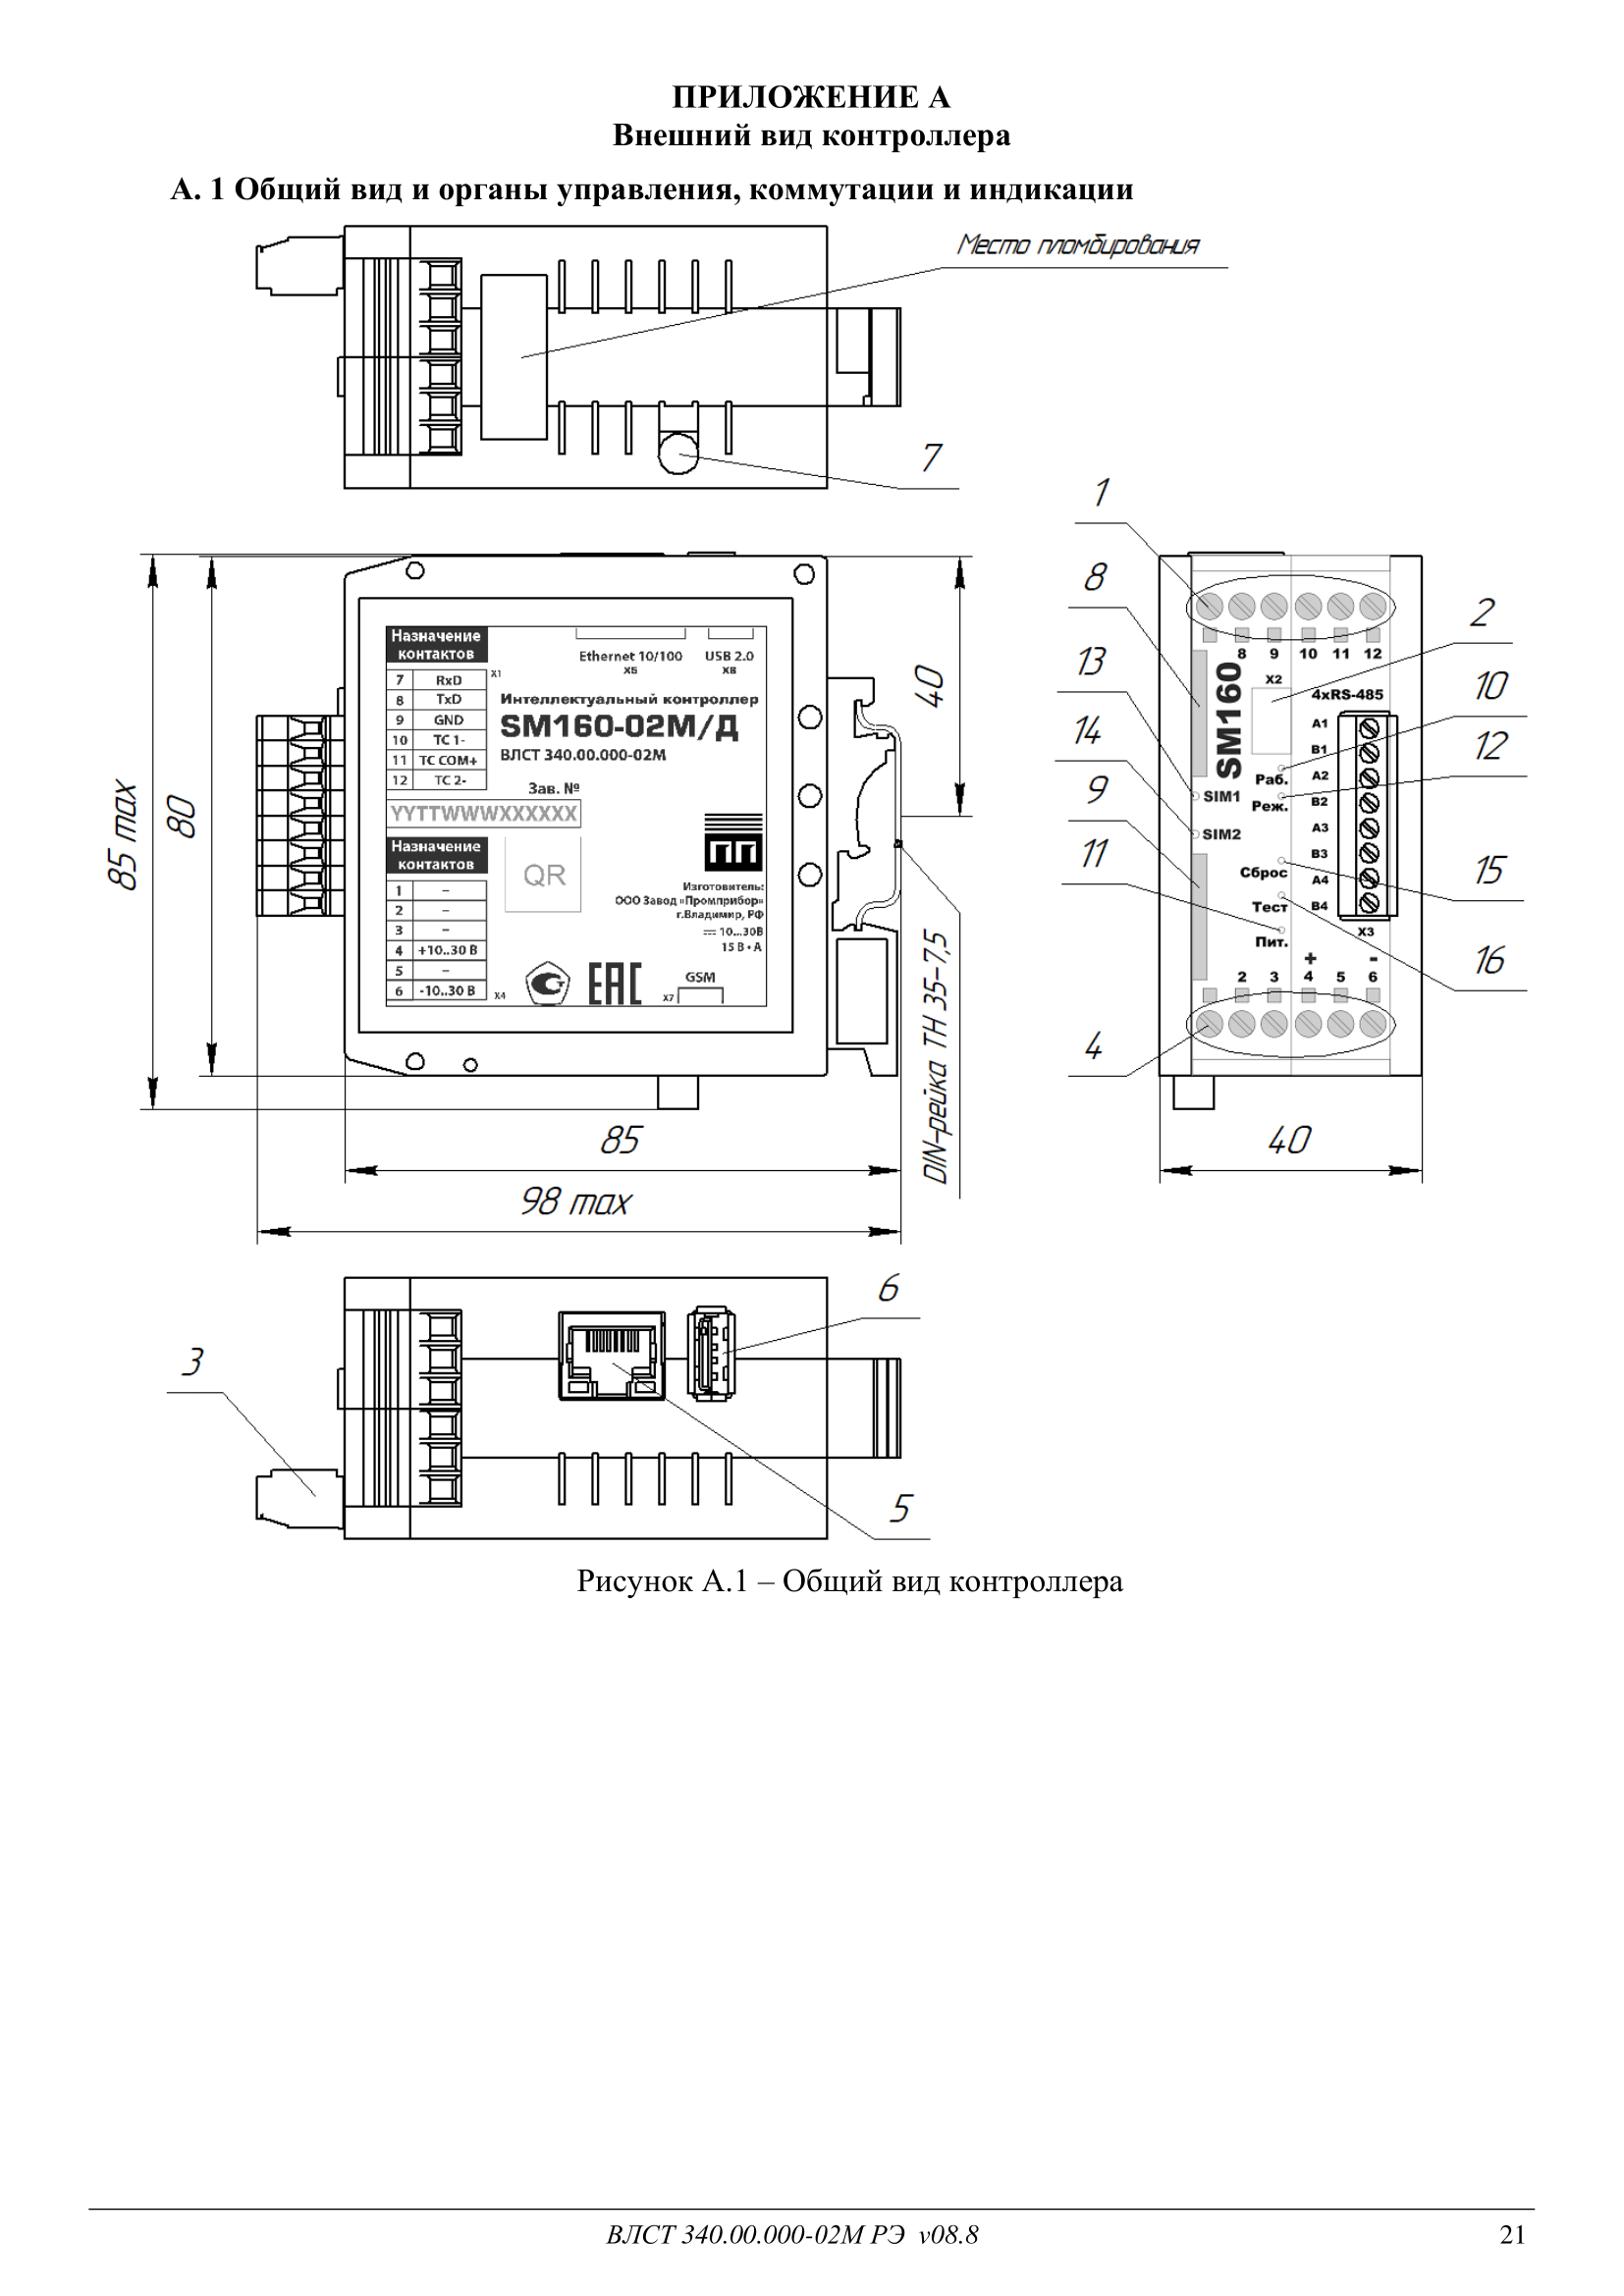 ПРИЛОЖЕНИЕ А
Внешний вид контроллера
А. 1 Общий вид и органы управления, коммутации и индикации
Место пломбирования
7
85 max
80
40
Назначение
контактов
X1
7 RxD
8 TxD
9 GND
10 ТС 1-
11 ТС COM+
12 ТС 2-
Ethernet 10/100
X5
USB 2.0
X8
Интеллектуальный контроллер
SM160-02М/Д
ВЛСТ 340.00.000-02М
Зав. №
YYTTWWWXXXXXX
Назначение
контактов
1 –
2 –
3 –
4 +10..30 В
5 –
6 -10..30 В
X4
QR
ПП
Изготовитель:
ООО Завод «Промприбор»
г.Владимир, РФ
10...30В
15 В • А
ЕАС
GSM
X7
DIN-рейка ТН 35-7,5
85
98 max
1
8
13
14
9
11
4
2
10
12
15
16
8 9 10 11 12
X2
SM160
4xRS-485
A1
B1
A2
B2
A3
B3
A4
B4
X3
Раб.
SIM1
Реж.
SIM2
Сброс
Тест
Пит.
+ -
2 3 4 5 6
40
3
6
5
Рисунок А.1 – Общий вид контроллера
ВЛСТ 340.00.000-02М РЭ v08.8
21